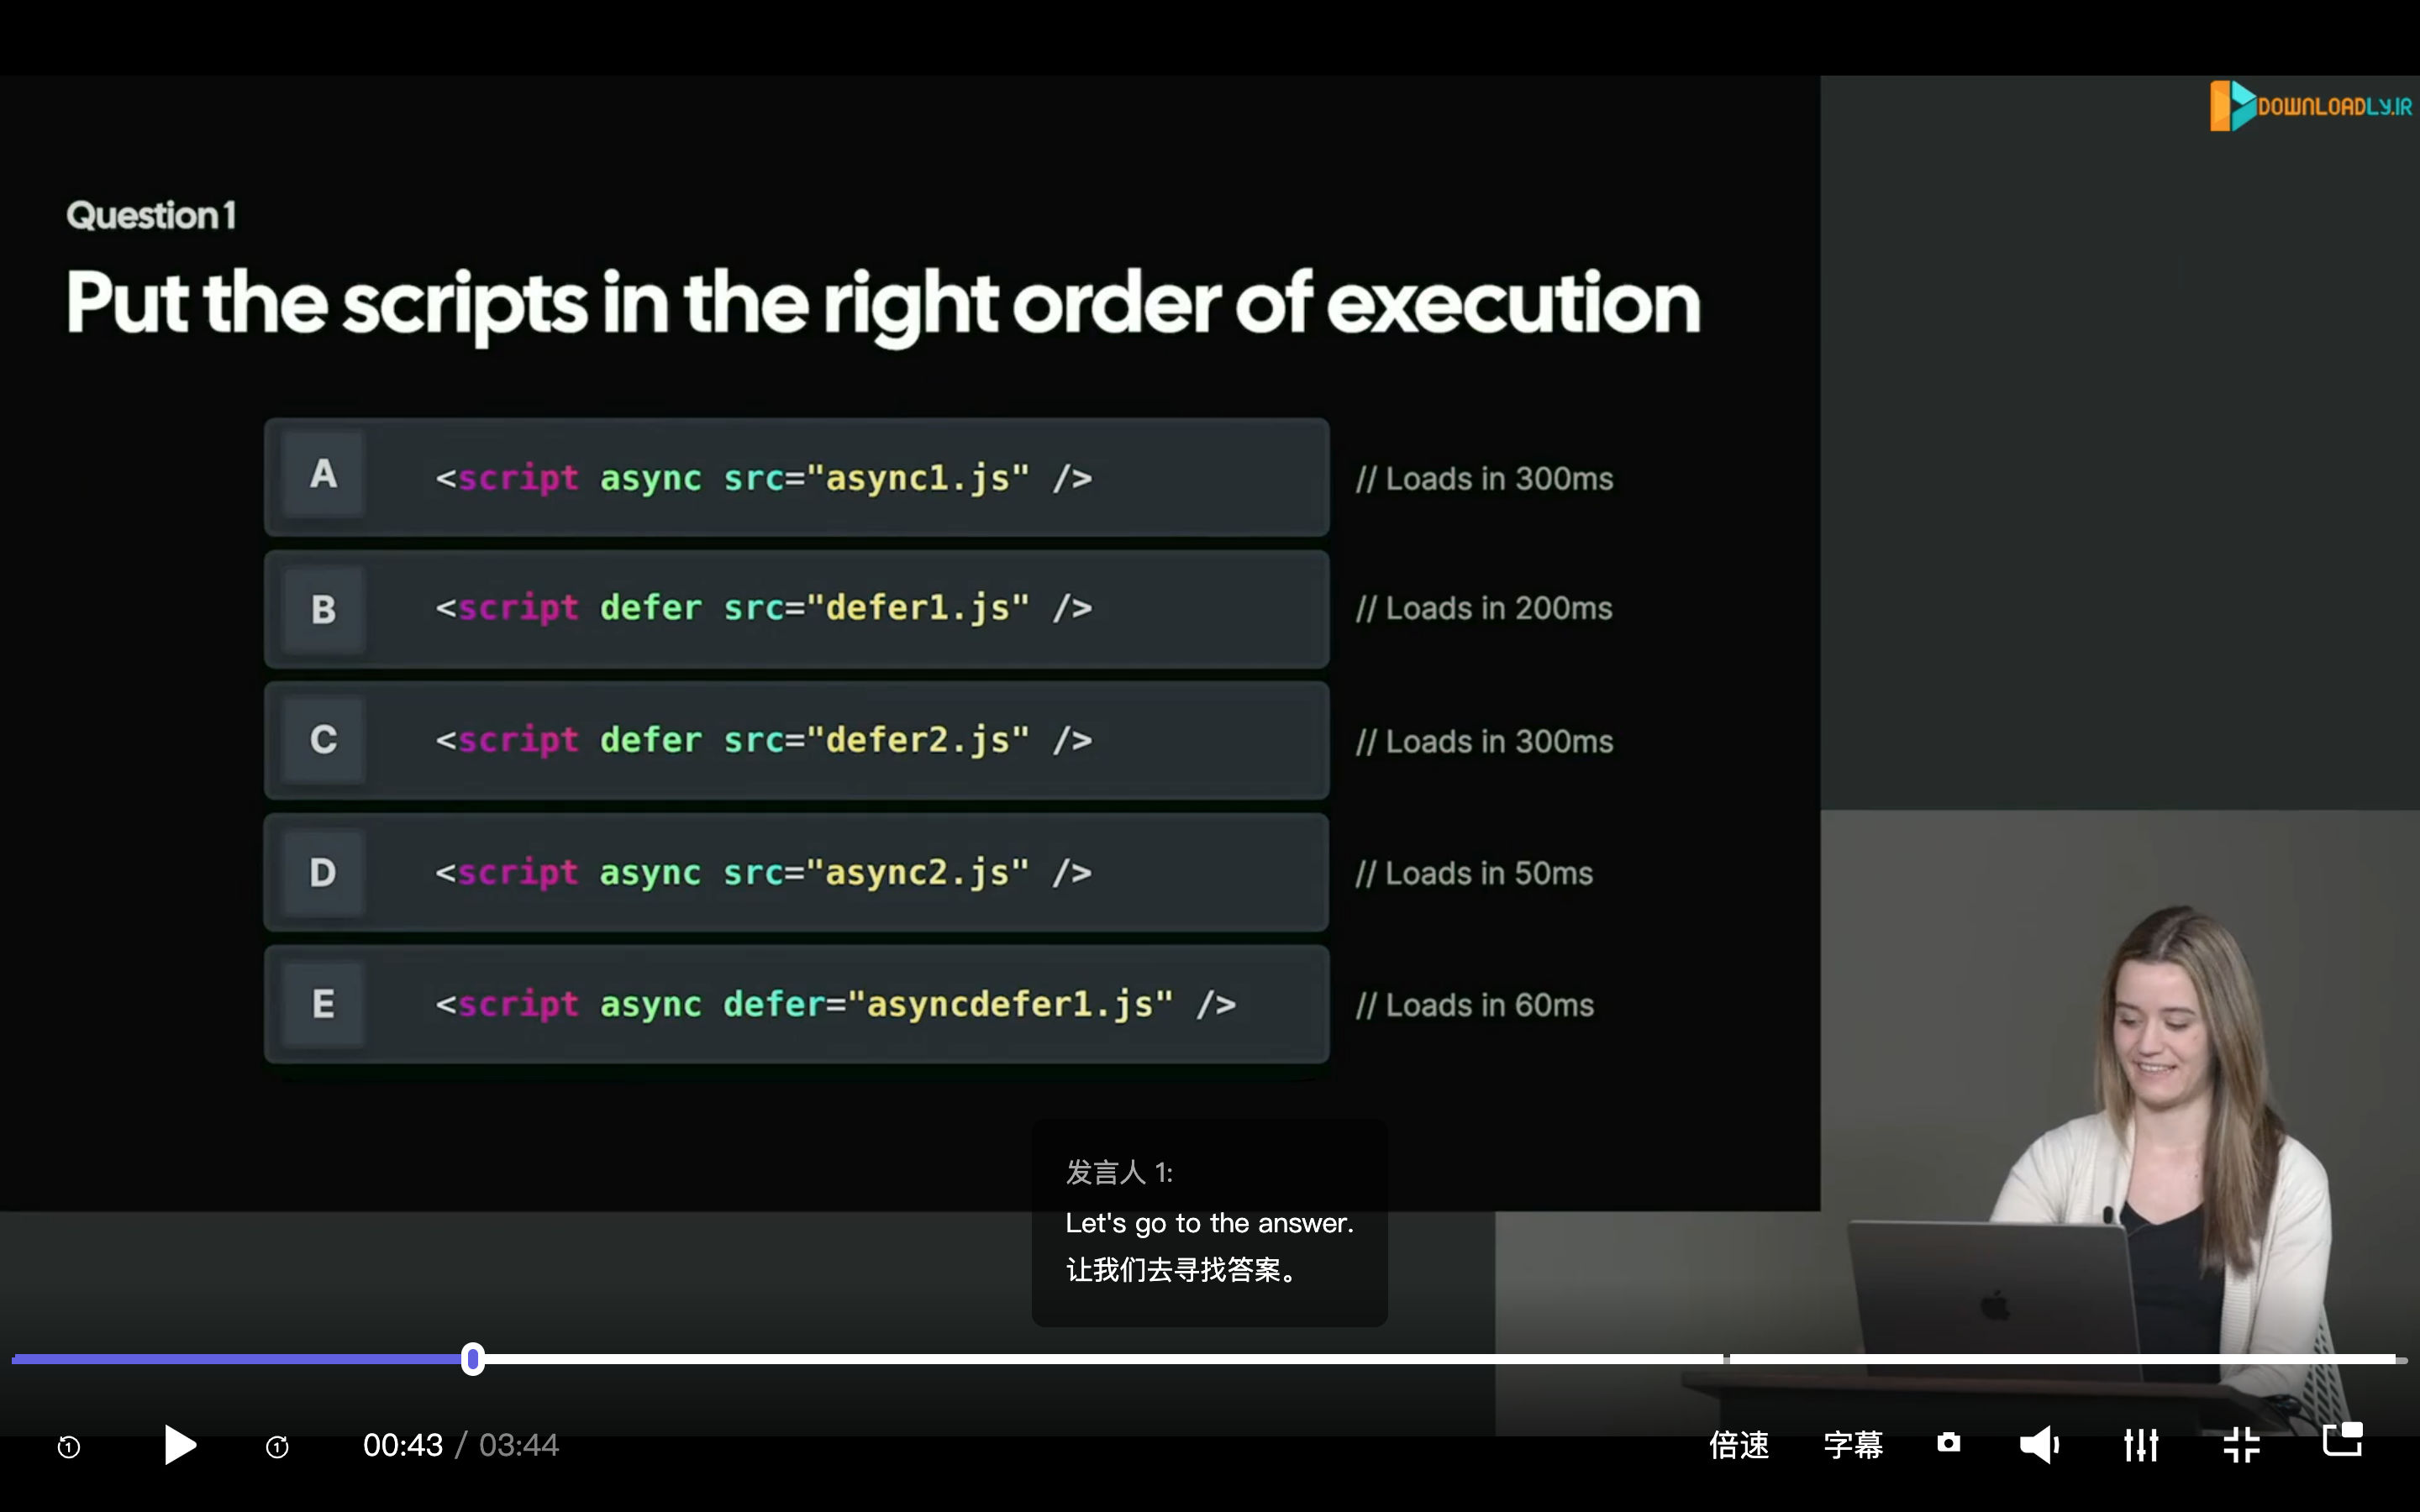 DOWNLOADLY.IR
Question 1
Put the scripts in the right order of execution
A <script async src="async1.js" /> // Loads in 300ms
B <script defer src="defer1.js" /> // Loads in 200ms
C <script defer src="defer2.js" /> // Loads in 300ms
D <script async src="async2.js" /> // Loads in 50ms
E <script async defer="asyncdefer1.js" /> // Loads in 60ms
发言人 1:
Let's go to the answer.
让我们去寻找答案。
1 1 00:43 / 03:44 倍速 字幕